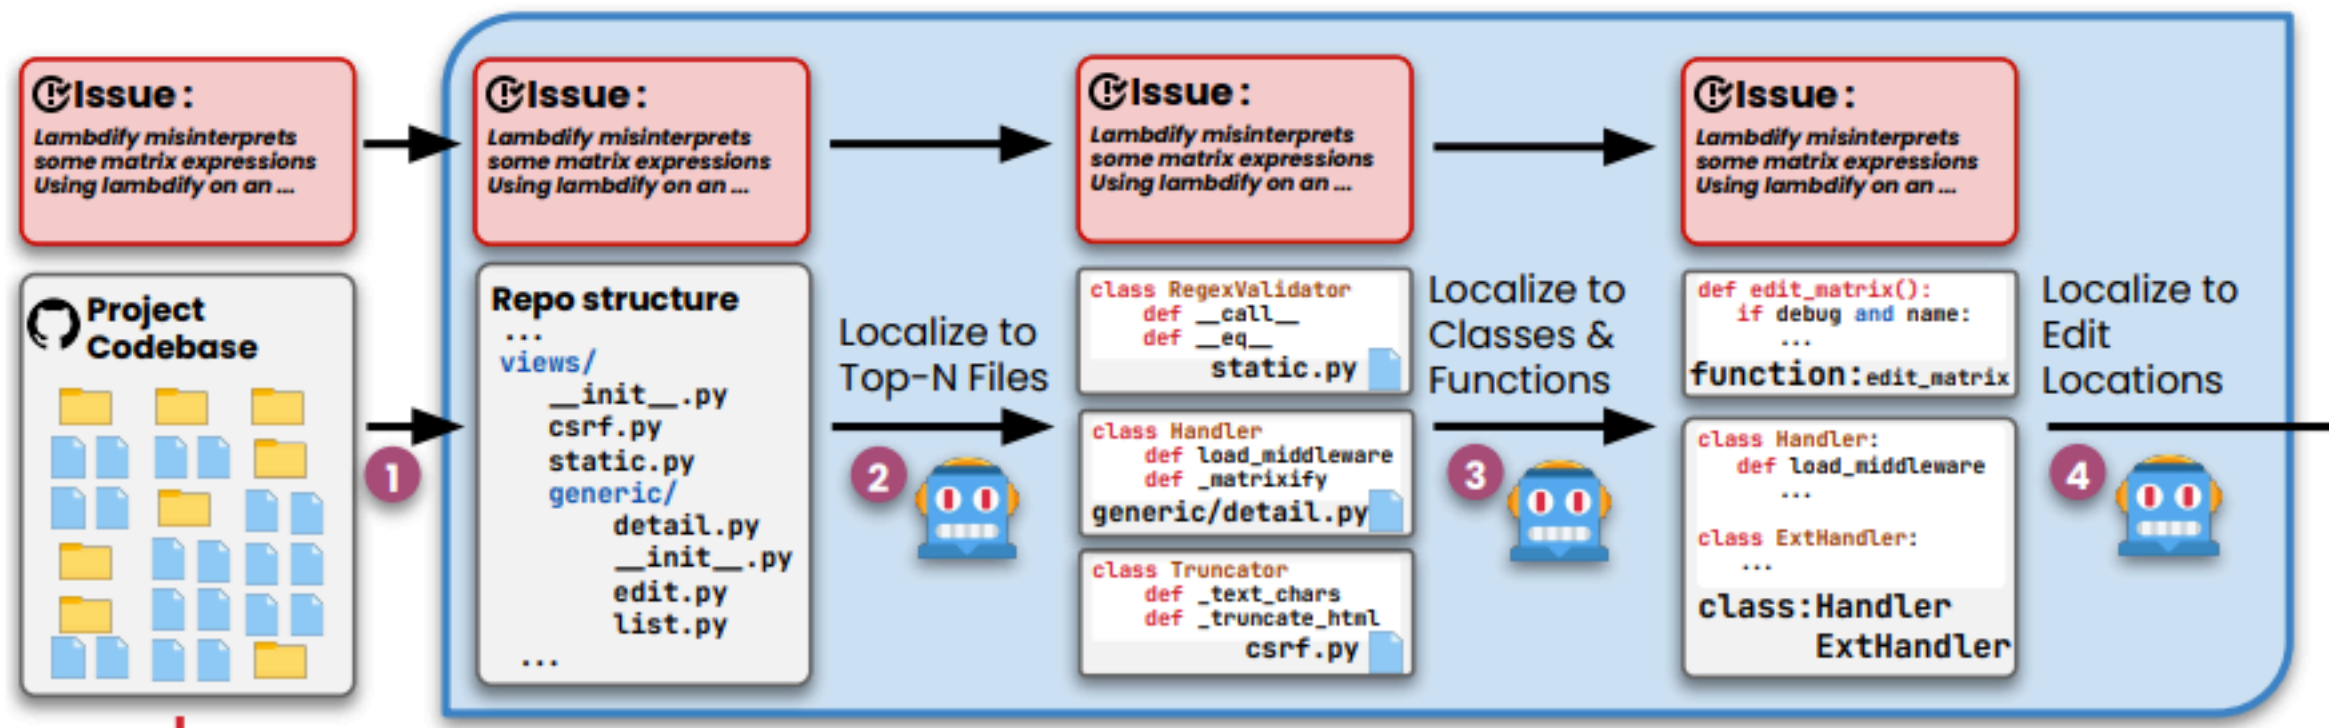 Issue:
Lambdify misinterprets
some matrix expressions
Using lambdify on an ...
Project
Codebase
1
Issue:
Lambdify misinterprets
some matrix expressions
Using lambdify on an ...
Repo structure
...
views/
__init__.py
csrf.py
static.py
generic/
detail.py
__init__.py
edit.py
list.py
...
Localize to
Top-N Files
2
Issue:
Lambdify misinterprets
some matrix expressions
Using lambdify on an ...
class RegexValidator
def __call__
def __eq__
static.py
class Handler
def load_middleware
def _matrixify
generic/detail.py
class Truncator
def _text_chars
def _truncate_html
csrf.py
Localize to
Classes &
Functions
3
Issue:
Lambdify misinterprets
some matrix expressions
Using lambdify on an ...
def edit_matrix():
if debug and name:
...
function:edit_matrix
class Handler:
def load_middleware
...
class ExtHandler:
...
class:Handler
ExtHandler
Localize to
Edit
Locations
4